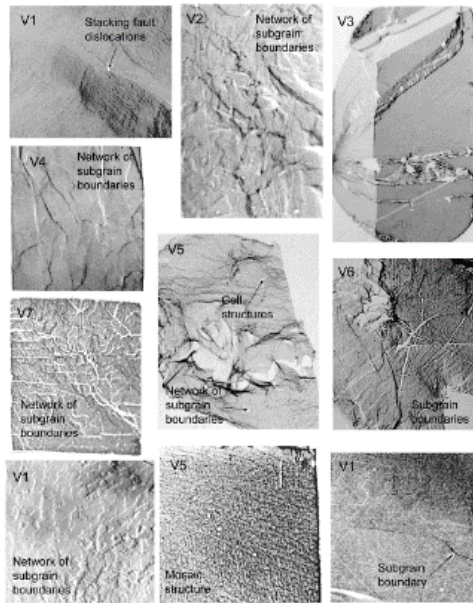 V1
Stacking fault
dislocations
V2
Network of
subgrain
boundaries
V3
V4
Network of
subgrain
boundaries
V5
Cell
structures
Network of
subgrain
boundaries
V6
Subgrain
boundaries
V7
Network of
subgrain
boundaries
V1
Network of
subgrain
boundaries
V5
Mosaic
structure
V1
Subgrain
boundary